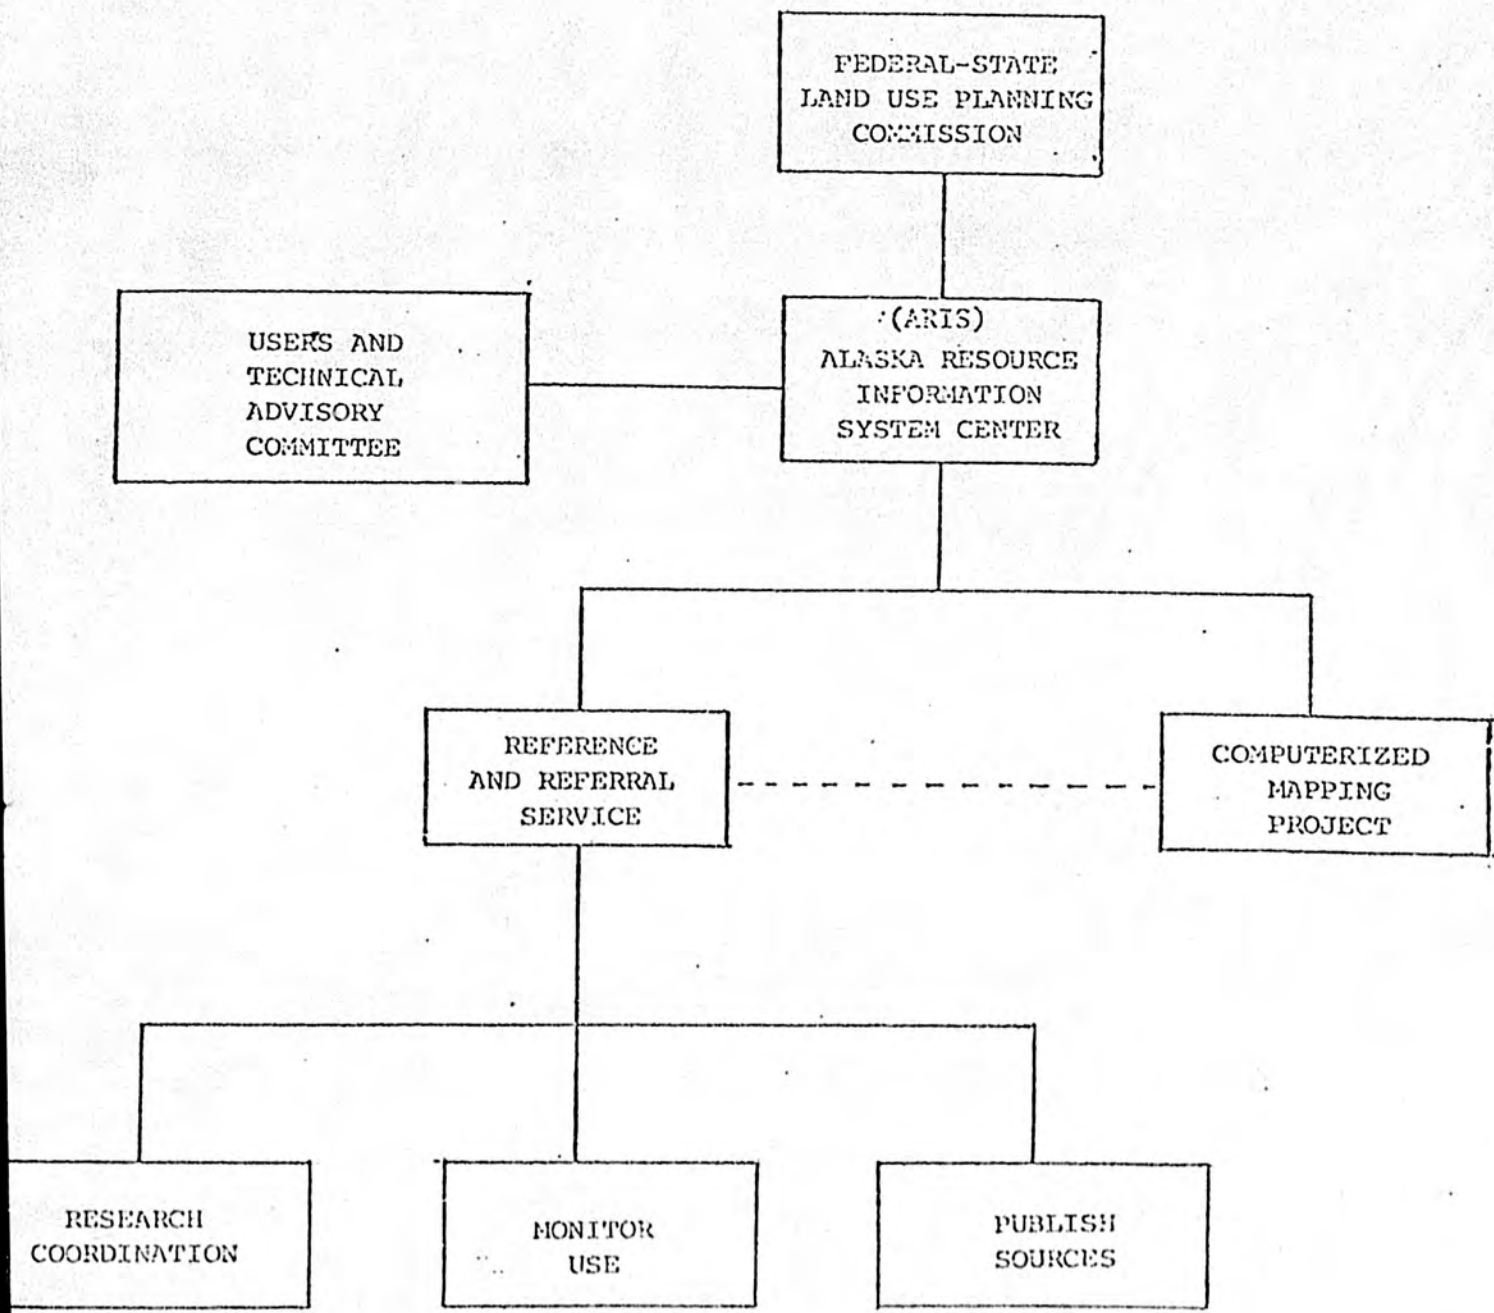 FEDERAL-STATE
LAND USE PLANNING
COMMISSION
USERS AND
TECHNICAL
ADVISORY
COMMITTEE
(ARIS)
ALASKA RESOURCE
INFORMATION
SYSTEM CENTER
REFERENCE
AND REFERRAL
SERVICE
COMPUTERIZED
MAPPING
PROJECT
RESEARCH
COORDINATION
MONITOR
USE
PUBLISH
SOURCES